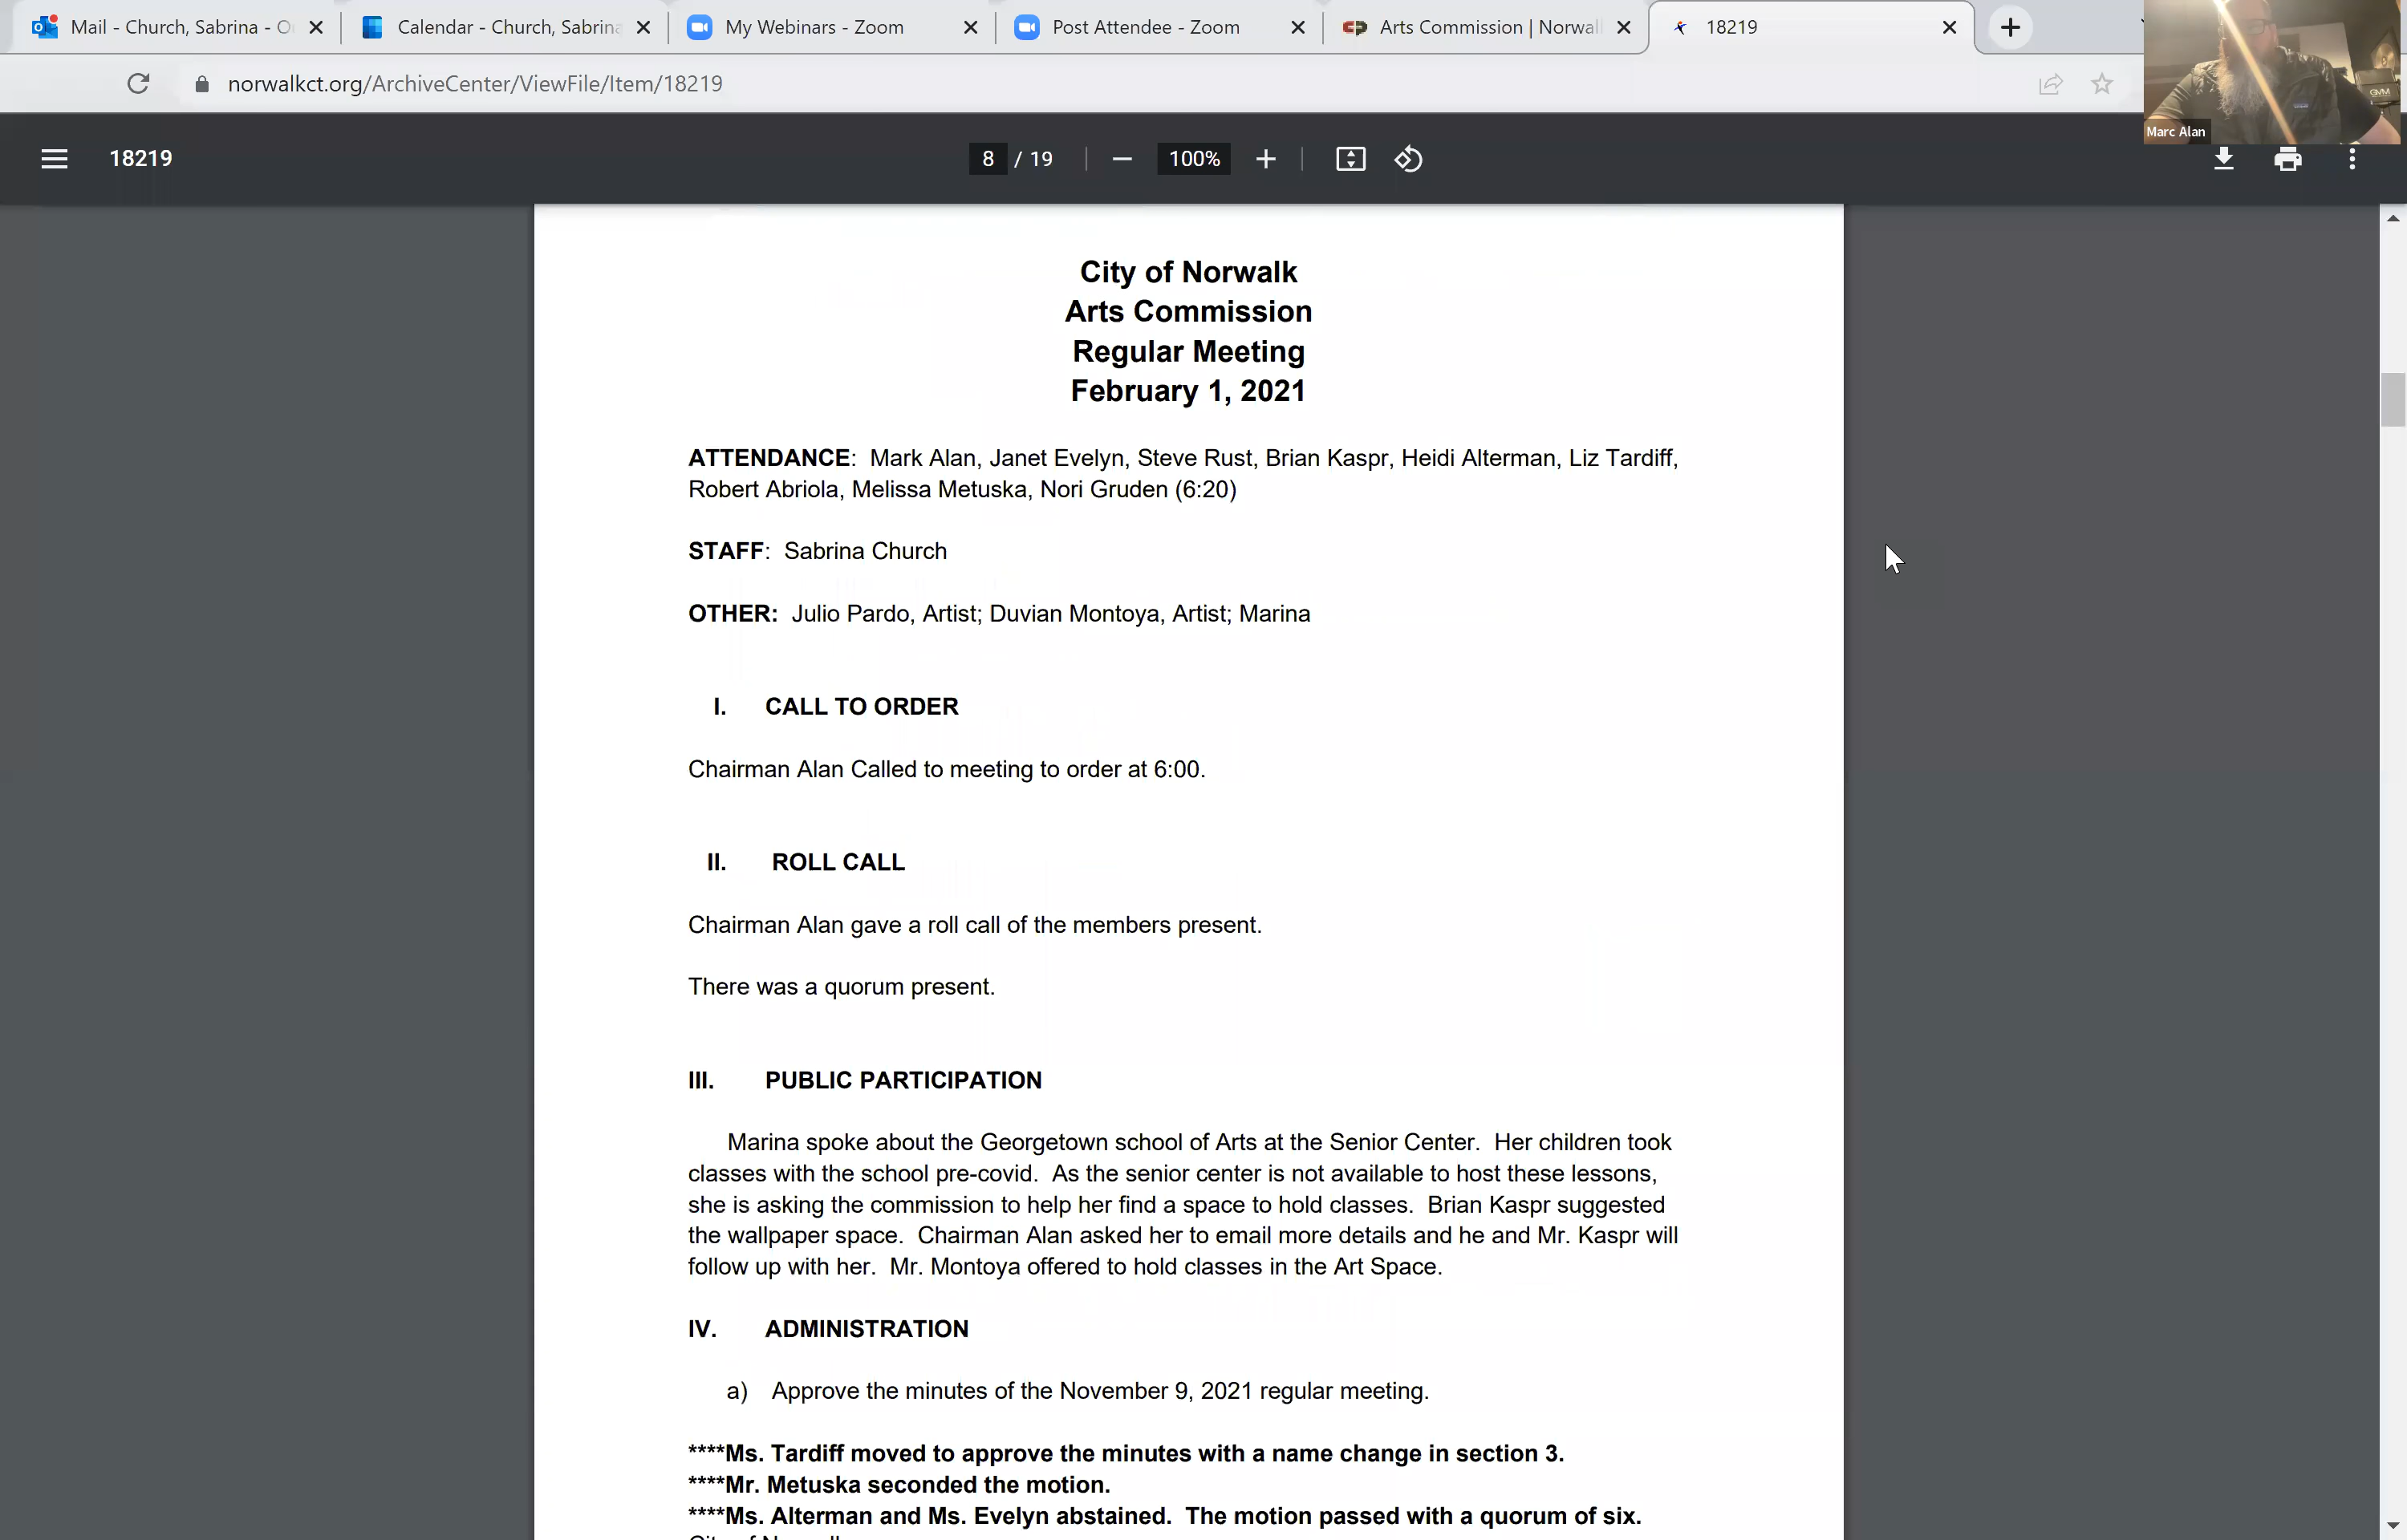 Mail - Church, Sabrina - O
Calendar - Church, Sabrina
My Webinars - Zoom
Post Attendee - Zoom
Arts Commission | Norwal
18219
norwalkct.org/ArchiveCenter/ViewFile/Item/18219
GVM
Marc Alan
18219
8 / 19
100%
City of Norwalk
Arts Commission
Regular Meeting
February 1, 2021
ATTENDANCE: Mark Alan, Janet Evelyn, Steve Rust, Brian Kaspr, Heidi Alterman, Liz Tardiff,
Robert Abriola, Melissa Metuska, Nori Gruden (6:20)
STAFF: Sabrina Church
OTHER: Julio Pardo, Artist; Duvian Montoya, Artist; Marina
I. CALL TO ORDER
Chairman Alan Called to meeting to order at 6:00.
II. ROLL CALL
Chairman Alan gave a roll call of the members present.
There was a quorum present.
III. PUBLIC PARTICIPATION
Marina spoke about the Georgetown school of Arts at the Senior Center. Her children took
classes with the school pre-covid. As the senior center is not available to host these lessons,
she is asking the commission to help her find a space to hold classes. Brian Kaspr suggested
the wallpaper space. Chairman Alan asked her to email more details and he and Mr. Kaspr will
follow up with her. Mr. Montoya offered to hold classes in the Art Space.
IV. ADMINISTRATION
a) Approve the minutes of the November 9, 2021 regular meeting.
****Ms. Tardiff moved to approve the minutes with a name change in section 3.
****Mr. Metuska seconded the motion.
****Ms. Alterman and Ms. Evelyn abstained. The motion passed with a quorum of six.